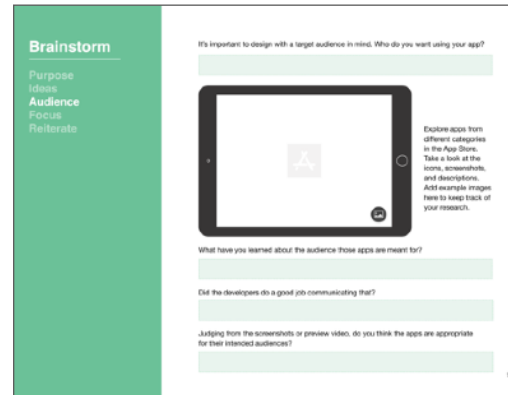 Brainstorm
Purpose
Ideas
Audience
Focus
Reiterate
It's important to design with a target audience in mind. Who do you want using your app?
Explore apps from
different categories
in the App Store.
Take a look at the
icons, screenshots,
and descriptions.
Add example images
here to keep track of
your research.
What have you learned about the audience those apps are meant for?
Did the developers do a good job communicating that?
Judging from the screenshots or preview video, do you think the apps are appropriate
for their intended audiences?